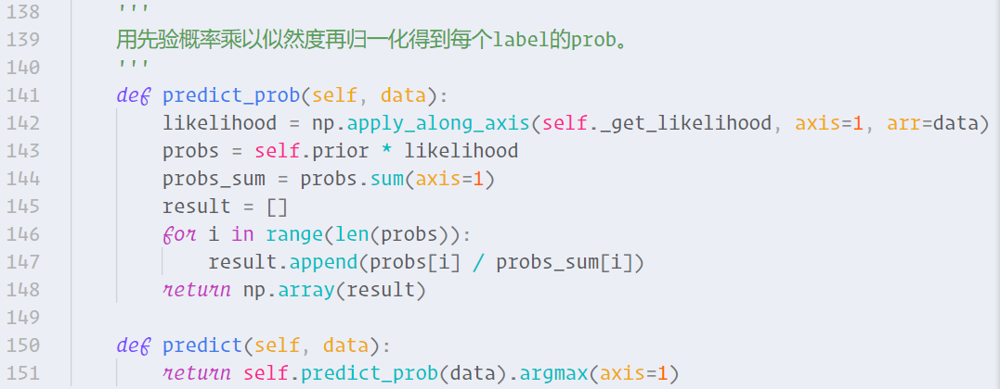 138 '''
139 用先验概率乘以似然度再归一化得到每个label的prob。
140 '''
141 def predict_prob(self, data):
142     likelihood = np.apply_along_axis(self._get_likelihood, axis=1, arr=data)
143     probs = self.prior * likelihood
144     probs_sum = probs.sum(axis=1)
145     result = []
146     for i in range(len(probs)):
147         result.append(probs[i] / probs_sum[i])
148     return np.array(result)
149
150 def predict(self, data):
151     return self.predict_prob(data).argmax(axis=1)